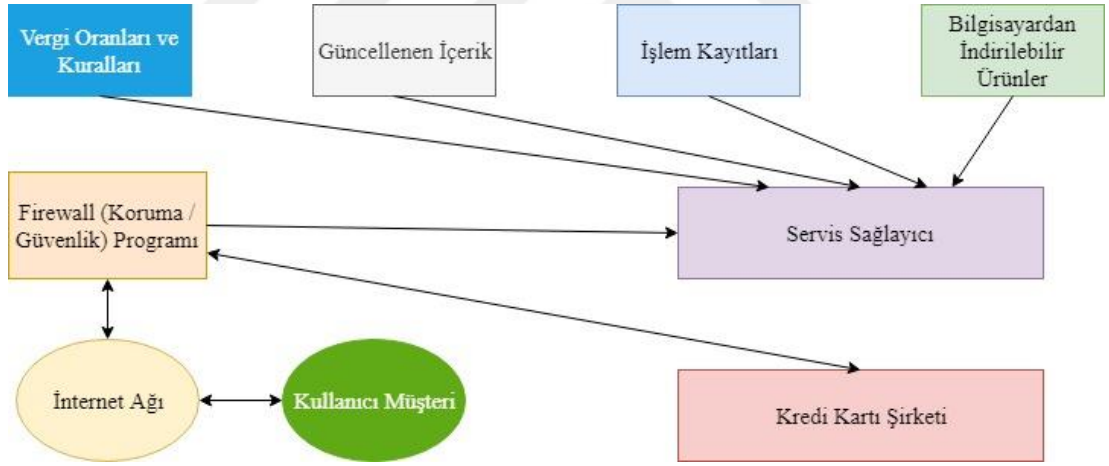 Vergi Oranları ve
Kuralları
Güncellenen İçerik
İşlem Kayıtları
Bilgisayardan
İndirilebilir
Ürünler
Firewall (Koruma /
Güvenlik) Programı
Servis Sağlayıcı
İnternet Ağı
Kullanıcı Müşteri
Kredi Kartı Şirketi